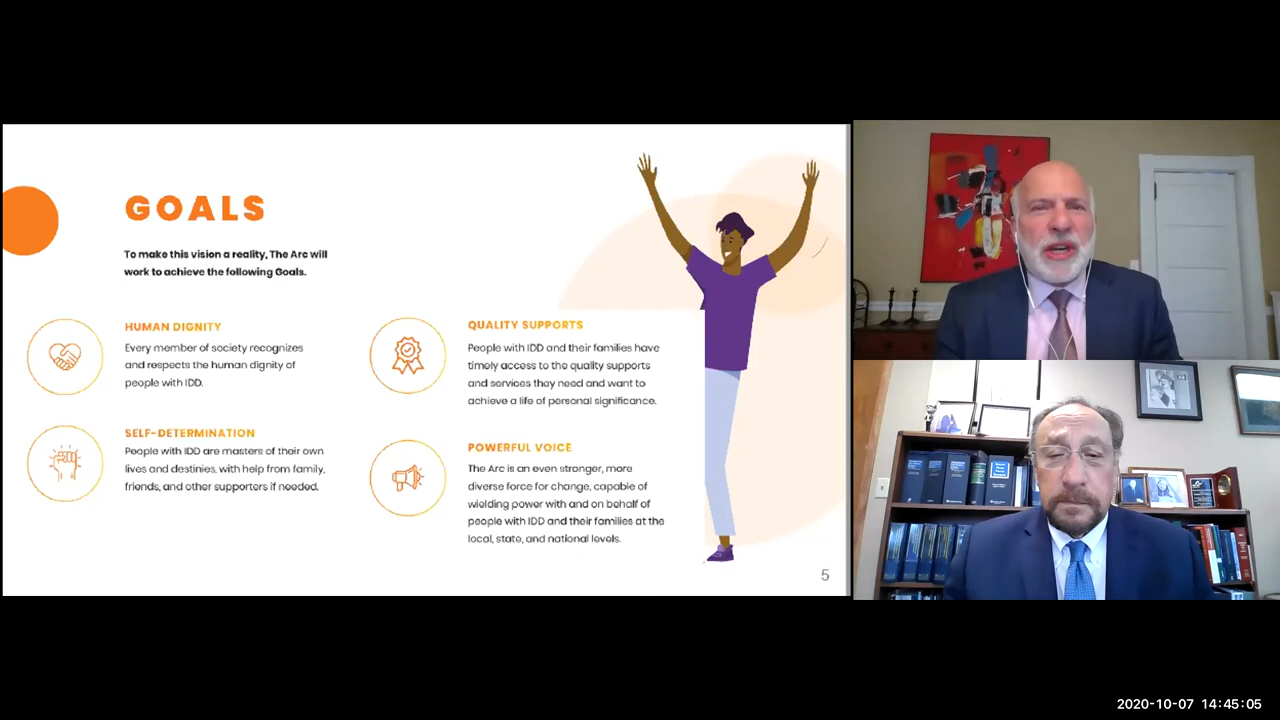 GOALS
To make this vision a reality, The Arc will
work to achieve the following Goals.
HUMAN DIGNITY
Every member of society recognizes
and respects the human dignity of
people with IDD.
SELF-DETERMINATION
People with IDD are masters of their own
lives and destinies, with help from family,
friends, and other supporters if needed.
QUALITY SUPPORTS
People with IDD and their families have
timely access to the quality supports
and services they need and want to
achieve a life of personal significance.
POWERFUL VOICE
The Arc is an even stronger, more
diverse force for change, capable of
wielding power with and on behalf of
people with IDD and their families at the
local, state, and national levels.
5
2020-10-07 14:45:05